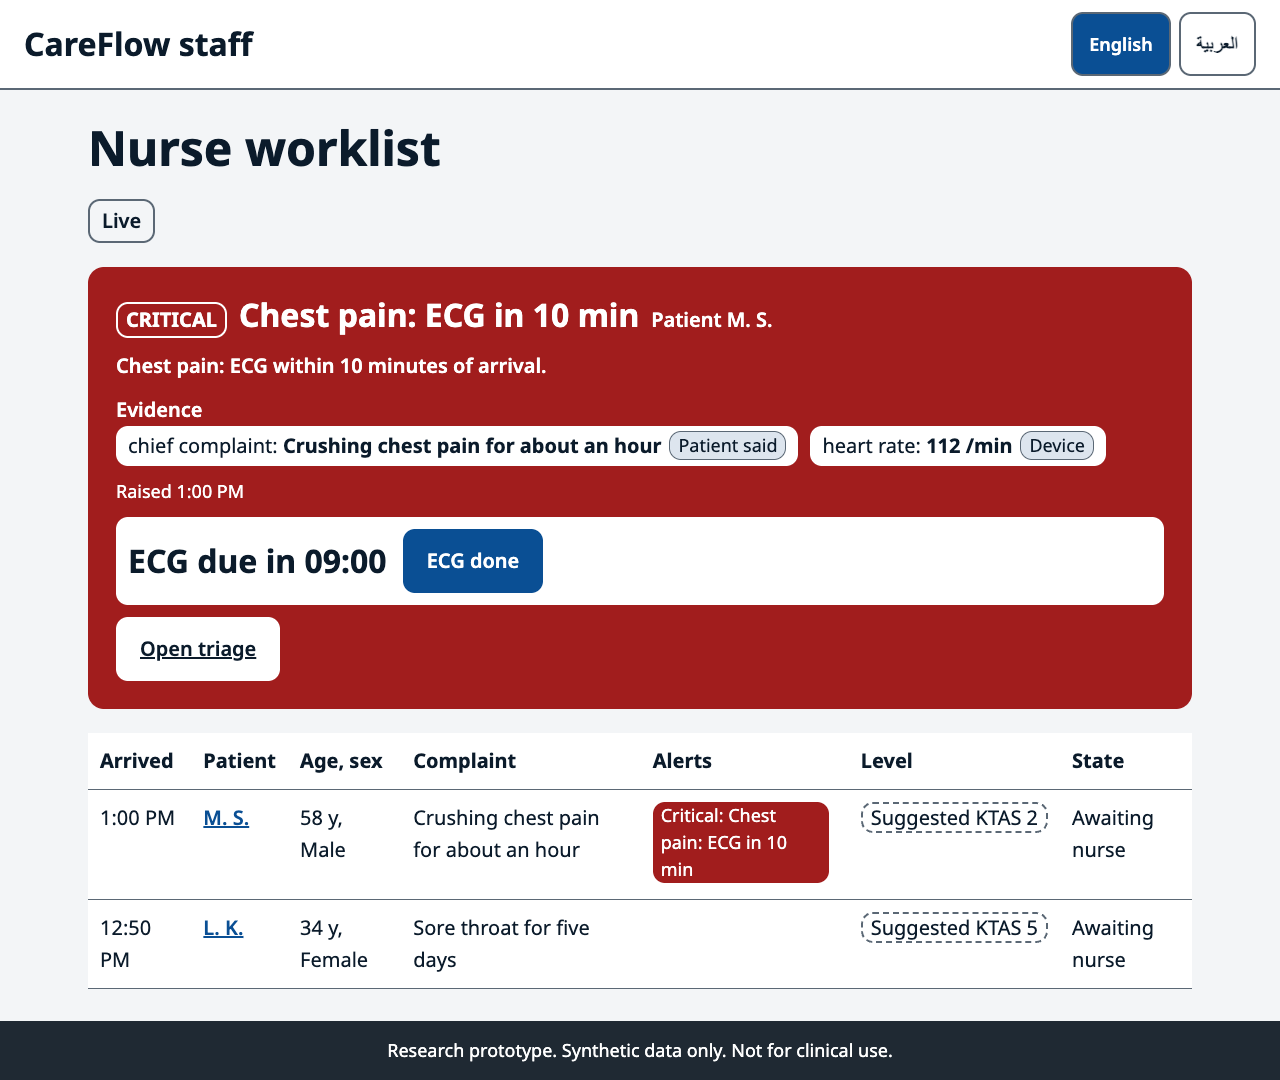 CareFlow staff
English
العربية
Nurse worklist
Live
CRITICAL Chest pain: ECG in 10 min Patient M. S.
Chest pain: ECG within 10 minutes of arrival.
Evidence
chief complaint: Crushing chest pain for about an hour Patient said
heart rate: 112 /min Device
Raised 1:00 PM
ECG due in 09:00 ECG done
Open triage
Arrived Patient Age, sex Complaint Alerts Level State
1:00 PM M. S. 58 y, Crushing chest pain Critical: Chest Suggested KTAS 2 Awaiting
Male for about an hour pain: ECG in 10 nurse
min
12:50 L. K. 34 y, Sore throat for five Suggested KTAS 5 Awaiting
PM Female days nurse
Research prototype. Synthetic data only. Not for clinical use.